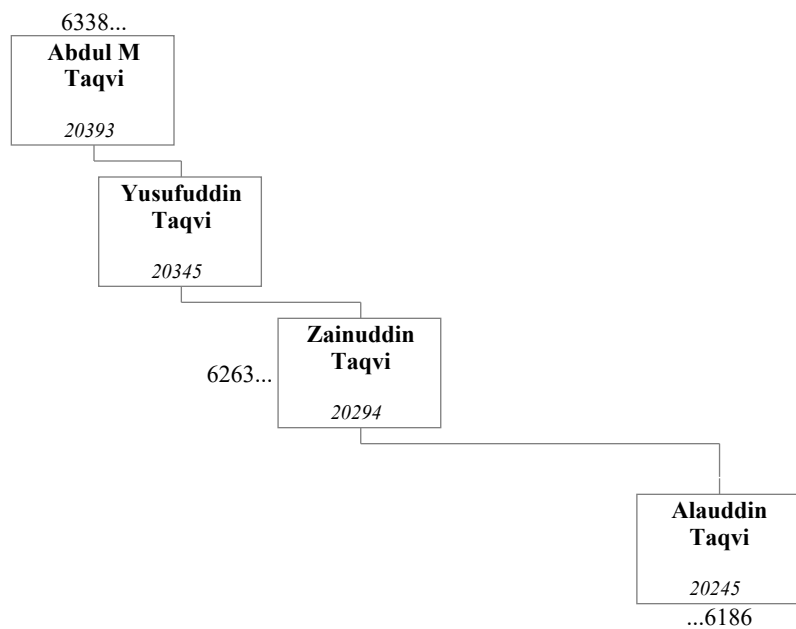 6338...
Abdul M
Taqvi
20393
Yusufuddin
Taqvi
20345
Zainuddin
Taqvi
6263...
20294
Alauddin
Taqvi
20245
...6186